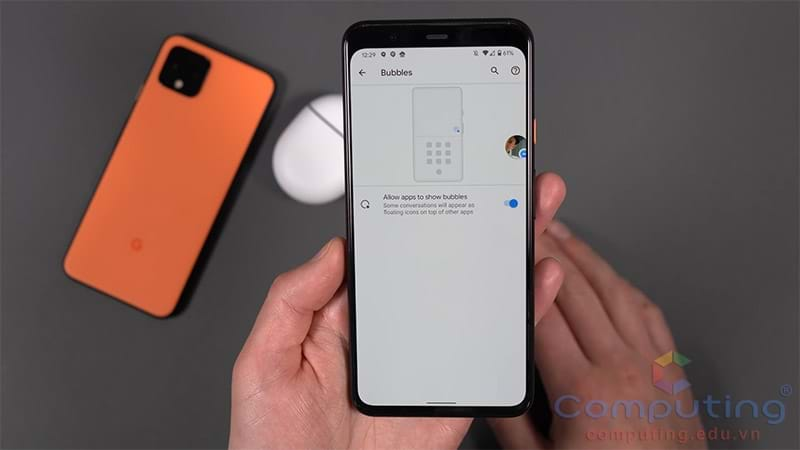 12:29
61%
Bubbles
Allow apps to show bubbles
Some conversations will appear as
floating icons on top of other apps
G
Computing®
computing.edu.vn